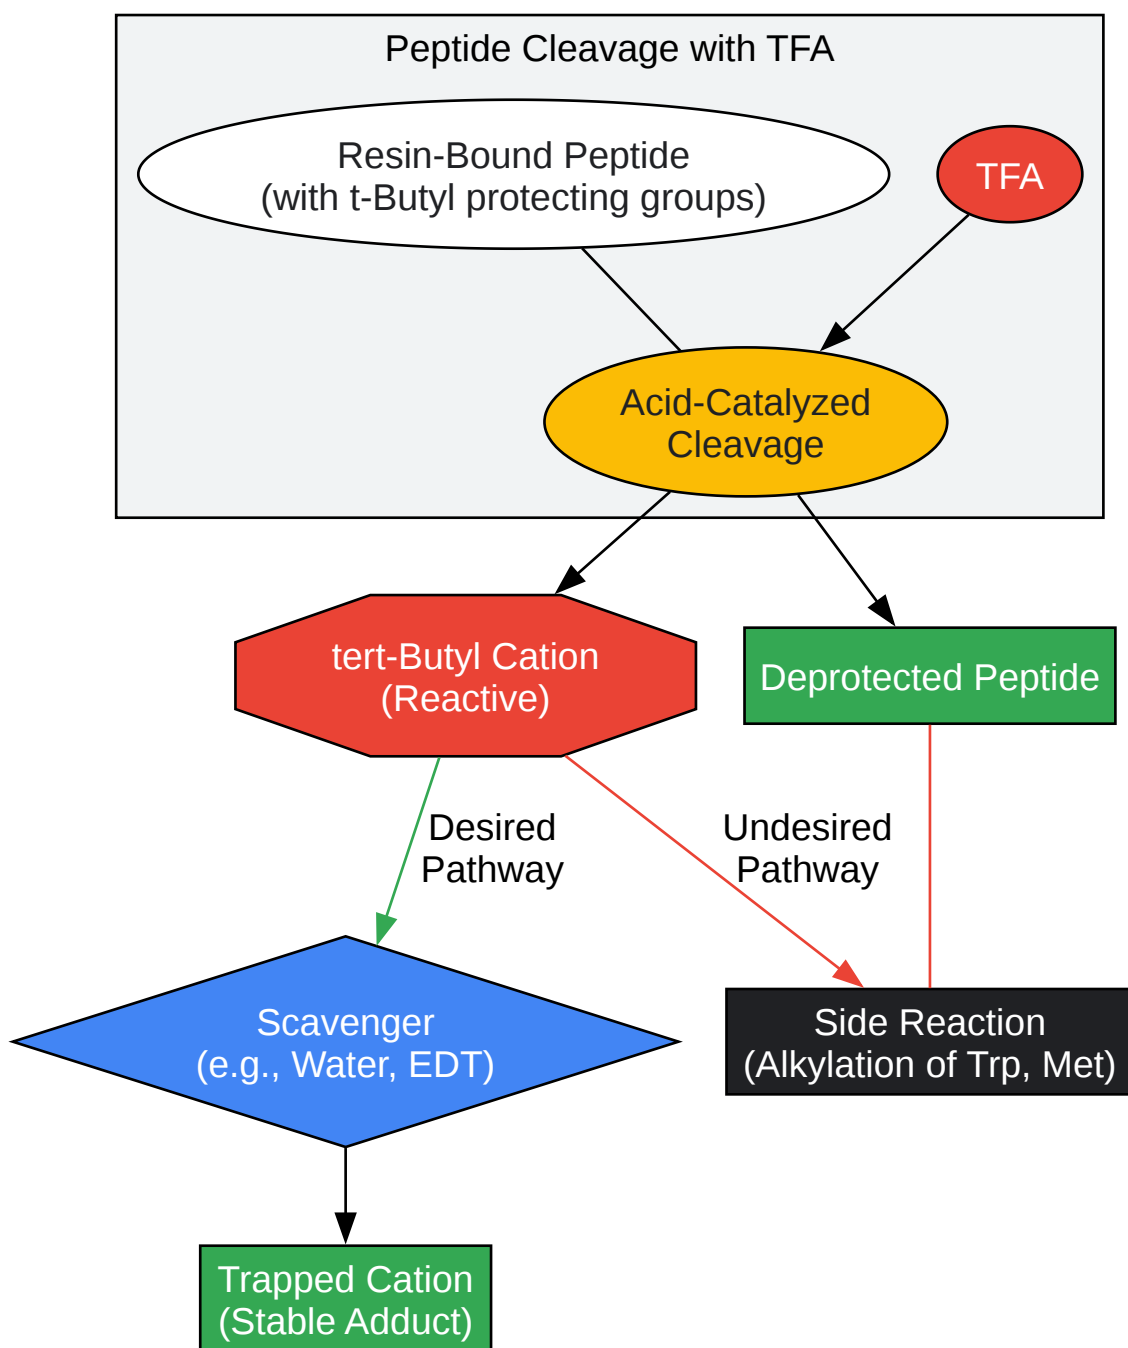 Peptide Cleavage with TFA
Resin-Bound Peptide
(with t-Butyl protecting groups)
TFA
Acid-Catalyzed
Cleavage
tert-Butyl Cation
(Reactive)
Deprotected Peptide
Desired
Pathway
Undesired
Pathway
Scavenger
(e.g., Water, EDT)
Side Reaction
(Alkylation of Trp, Met)
Trapped Cation
(Stable Adduct)